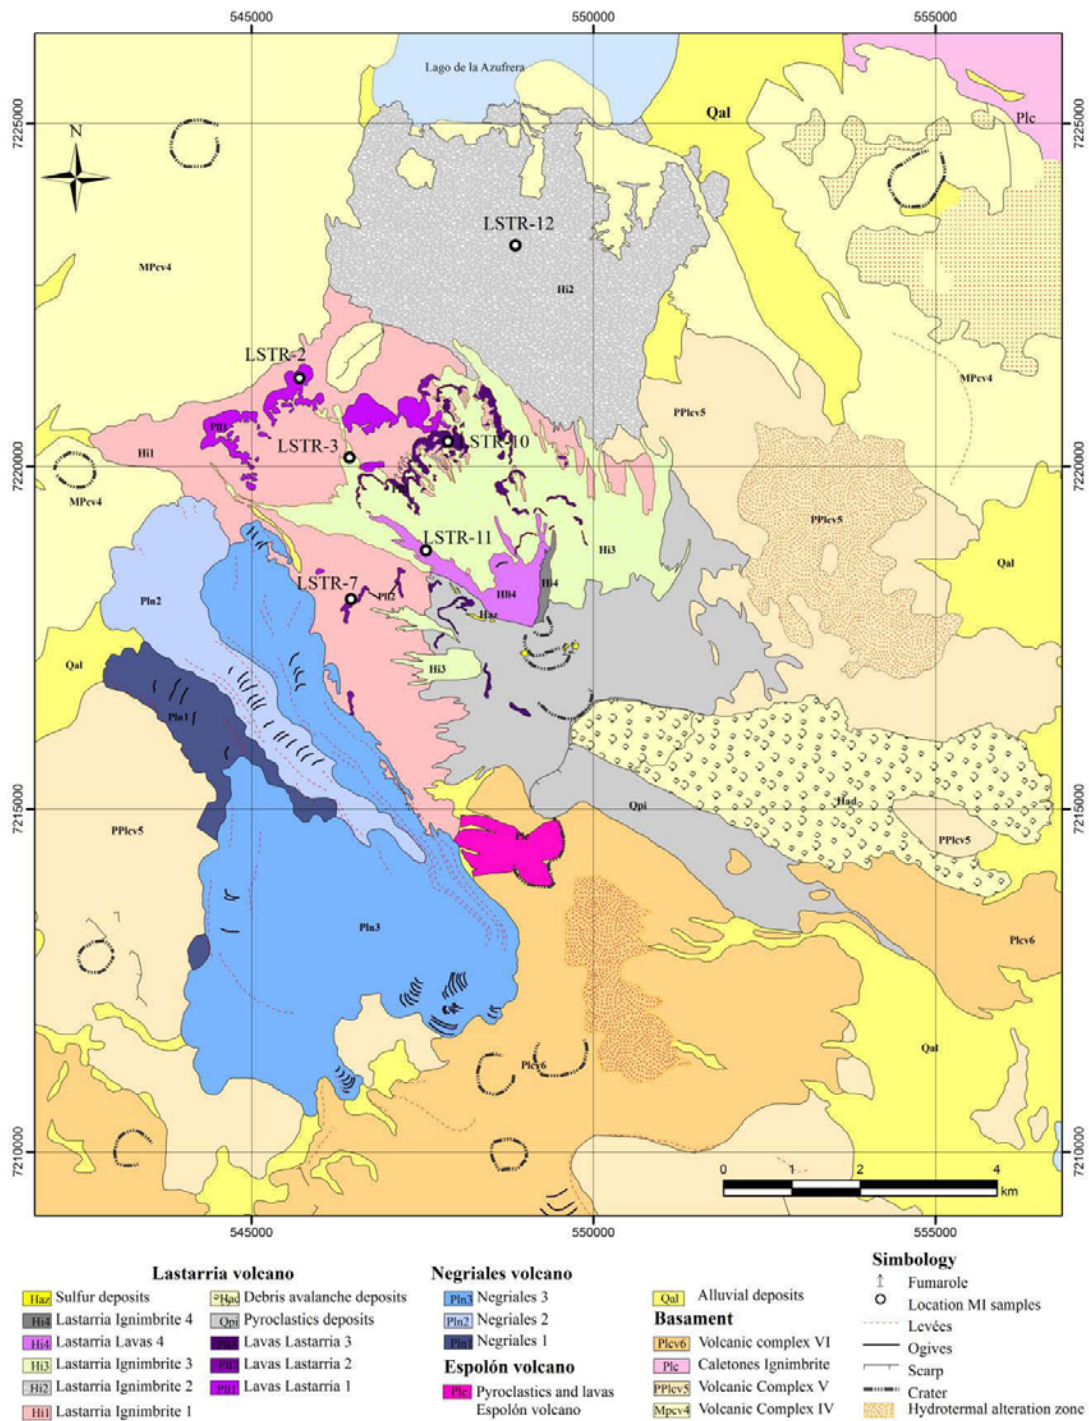 545000 550000 555000
Lago de la Azufrera
Qal
Plc
7225000 7225000
N
LSTR-12
MPcv4
Hi2
LSTR-2
MPcv4
PPlcv5
Pll1
LSTR-10
LSTR-3
Hi1
7220000 7220000
MPcv4
PPlcv5
LSTR-11
Hi3
Qal
Hi4
LSTR-7
Pll2
Hll4
Pln2
Haz
Qal
Hi3
Pln1
Had
Qpi
7215000 7215000
PPlcv5
Ple
PPlcv5
Pln3
Plcv6
Qal
Plcv6
7210000 7210000
0 1 2 4
km
545000 550000 555000
Lastarria volcano
Haz Sulfur deposits
Hi4 Lastarria Ignimbrite 4
Hi4 Lastarria Lavas 4
Hi3 Lastarria Ignimbrite 3
Hi2 Lastarria Ignimbrite 2
Hi1 Lastarria Ignimbrite 1
Had Debris avalanche deposits
Qpi Pyroclastics deposits
Lavas Lastarria 3
Pll2 Lavas Lastarria 2
Pll1 Lavas Lastarria 1
Negriales volcano
Pln3 Negriales 3
Pln2 Negriales 2
Pln1 Negriales 1
Espolón volcano
Ple Pyroclastics and lavas
Espolón volcano
Qal Alluvial deposits
Basament
Plcv6 Volcanic complex VI
Plc Caletones Ignimbrite
PPlcv5 Volcanic Complex V
Mpcv4 Volcanic Complex IV
Simbology
Fumarole
Location MI samples
Levées
Ogives
Scarp
Crater
Hydrotermal alteration zone